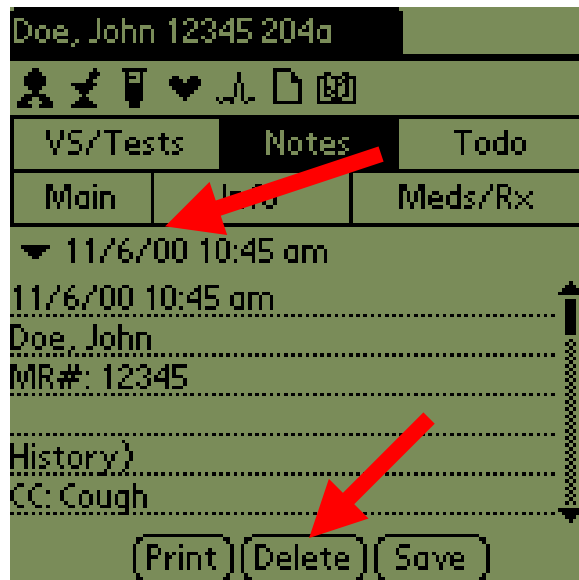 Doe, John 12345 204a
VS/Tests Notes Todo
Main Info Meds/Rx
11/6/00 10:45 am
11/6/00 10:45 am
Doe, John
MR#: 12345
History}
CC: Cough
Print Delete Save